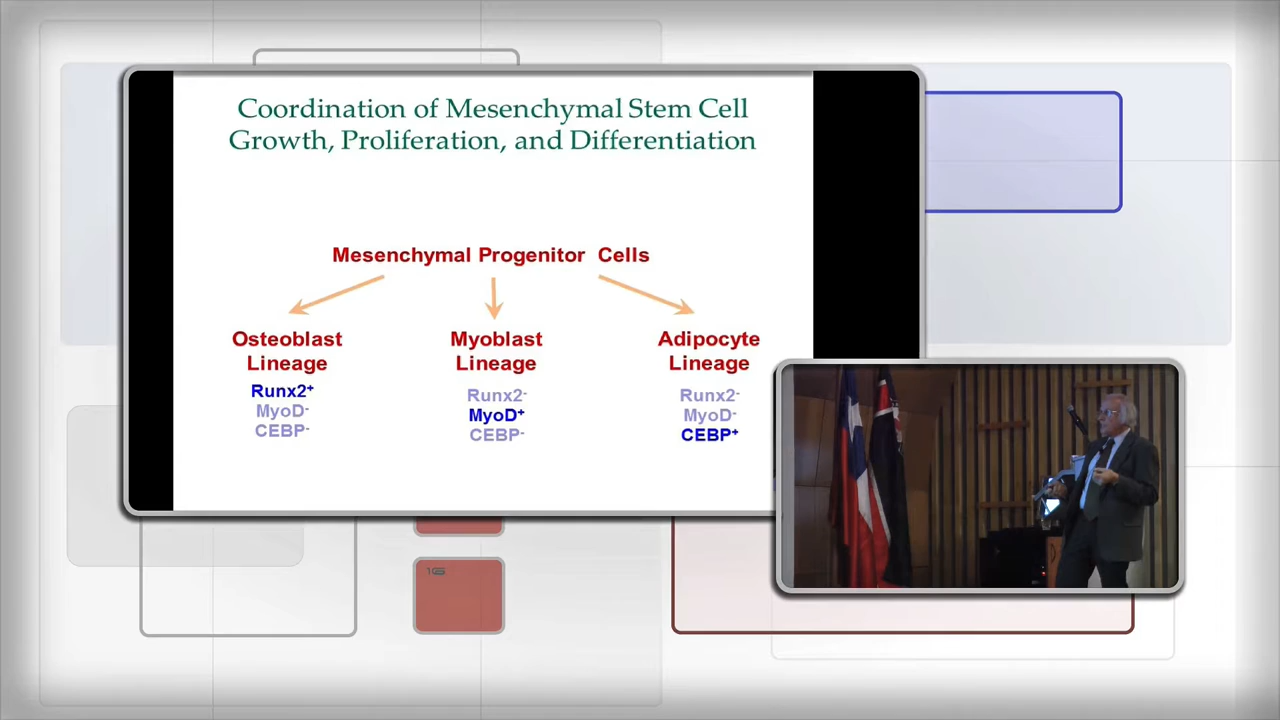 Coordination of Mesenchymal Stem Cell
Growth, Proliferation, and Differentiation
Mesenchymal Progenitor Cells
Osteoblast
Lineage
Runx2+
MyoD-
CEBP-
Myoblast
Lineage
Runx2-
MyoD+
CEBP-
Adipocyte
Lineage
Runx2-
MyoD-
CEBP+